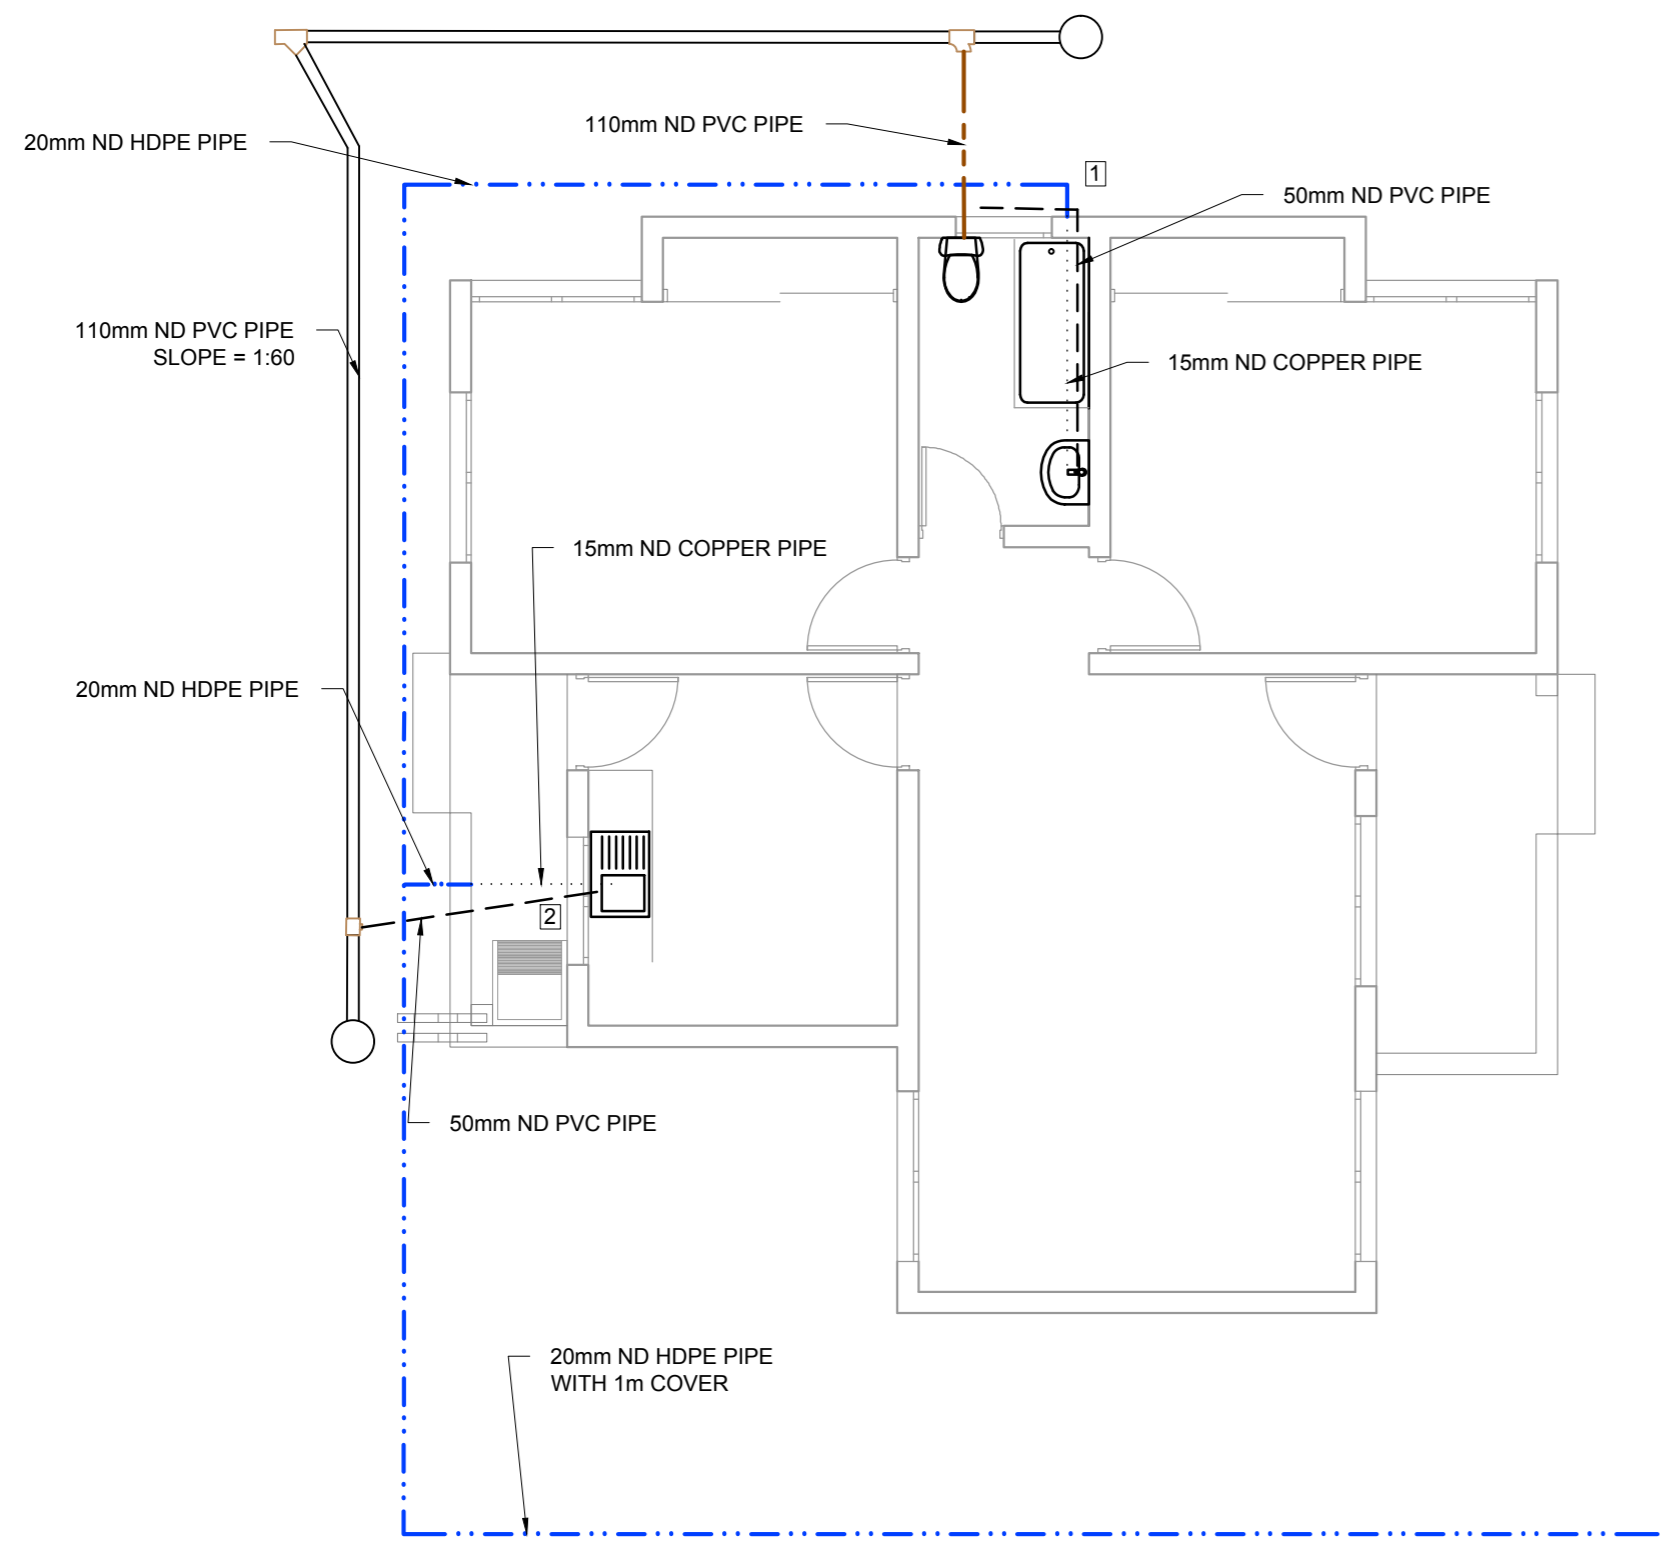 110mm ND PVC PIPE
20mm ND HDPE PIPE
1
50mm ND PVC PIPE
110mm ND PVC PIPE
SLOPE = 1:60
15mm ND COPPER PIPE
15mm ND COPPER PIPE
20mm ND HDPE PIPE
2
50mm ND PVC PIPE
20mm ND HDPE PIPE
WITH 1m COVER